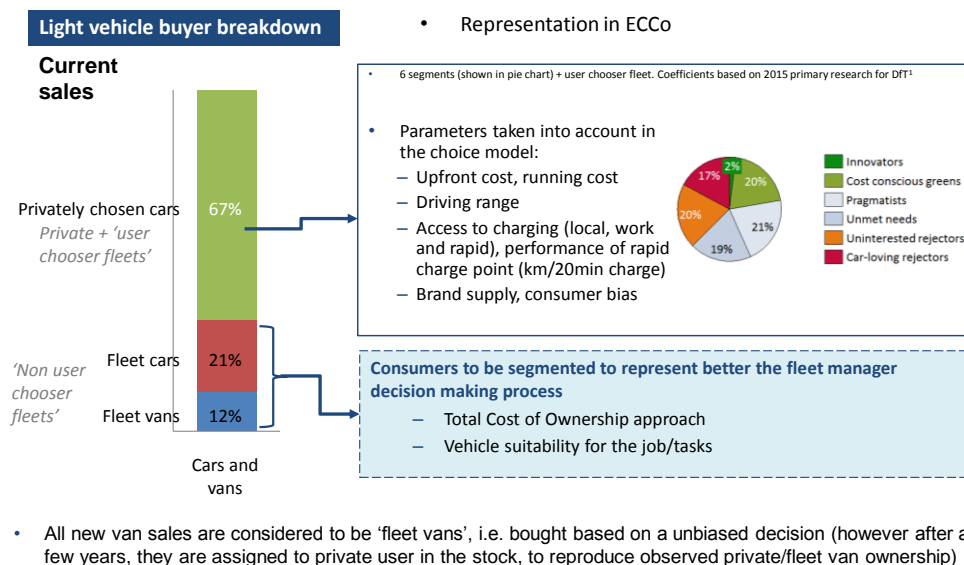 Light vehicle buyer breakdown
• Representation in ECCo
Current
sales
• 6 segments (shown in pie chart) + user chooser fleet. Coefficients based on 2015 primary research for DfT¹
• Parameters taken into account in
the choice model:
– Upfront cost, running cost
– Driving range
– Access to charging (local, work
and rapid), performance of rapid
charge point (km/20min charge)
– Brand supply, consumer bias
2%
20%
21%
19%
20%
17%
Innovators
Cost conscious greens
Pragmatists
Unmet needs
Uninterested rejectors
Car-loving rejectors
Privately chosen cars
67%
Private + 'user
chooser fleets'
Fleet cars
21%
'Non user
chooser
fleets'
Fleet vans
12%
Cars and
vans
Consumers to be segmented to represent better the fleet manager
decision making process
– Total Cost of Ownership approach
– Vehicle suitability for the job/tasks
• All new van sales are considered to be 'fleet vans', i.e. bought based on a unbiased decision (however after a
few years, they are assigned to private user in the stock, to reproduce observed private/fleet van ownership)